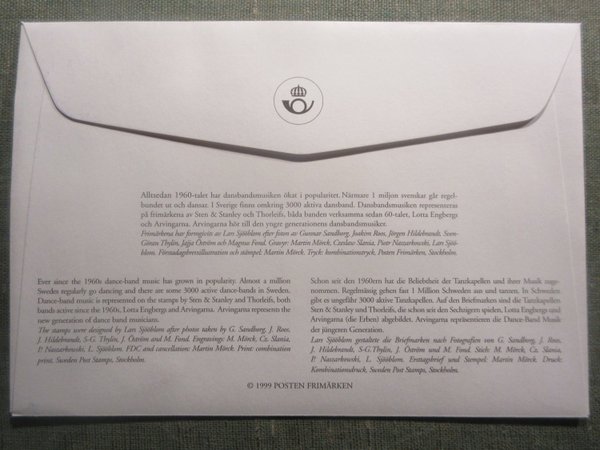 Alltsedan 1960-talet har dansbandsmusiken ökat i popularitet. Närmare 1 miljon svenskar går regel-
bundet ut och dansar. I Sverige finns omkring 3000 aktiva dansband. Dansbandsmusiken representeras
på frimärkena av Sten & Stanley och Thorleifs, båda banden verksamma sedan 60-talet, Lotta Engbergs
och Arvingarna. Arvingarna hör till den yngre generationens dansbandsmusiker.
Frimärkena har formgivits av Lars Sjööblom efter foton av Gunnar Sandberg, Joakim Roos, Jörgen Hildebrandt, Sven-
Göran Thylin, Jájja Öström och Magnus Fond. Gravyr: Martin Mörck, Czeslaw Slania, Piotr Naszarkowski, Lars Sjöö-
blom. Förstadagsbrevillustration och stämpel: Martin Mörck. Tryck: kombinationstryck, Posten Frimärken, Stockholm.
Ever since the 1960s dance-band music has grown in popularity. Almost a million
Swedes regularly go dancing and there are some 3000 active dance-bands in Sweden.
Dance-band music is represented on the stamps by Sten & Stanley and Thorleifs, both
bands active since the 1960s, Lotta Engbergs and Arvingarna. Arvingarna represents the
new generation of dance band musicians.
The stamps were designed by Lars Sjööblom after photos taken by G. Sandberg, J. Roos,
J. Hildebrandt, S-G. Thylin, J. Öström and M. Fond. Engravings: M. Mörck, Cz. Slania,
P. Naszarkowski, L. Sjööblom. FDC and cancellation: Martin Mörck. Print: combination
print, Sweden Post Stamps, Stockholm.
Schon seit den 1960ern hat die Beliebtheit der Tanzkapellen und ihrer Musik zuge-
nommen. Regelmäßig gehen fast 1 Million Schweden aus und tanzen. In Schweden
gibt es ungefähr 3000 aktive Tanzkapellen. Auf den Briefmarken sind die Tanzkapellen
Sten & Stanley und Thorleifs, die schon seit den Sechzigern spielen, Lotta Engbergs und
Arvingarna (die Erben) abgebildet. Arvingarna repräsentieren die Dance-Band Musik
der jüngeren Generation.
Lars Sjööblom gestaltete die Briefmarken nach Fotografien von G. Sandberg, J. Roos,
J. Hildebrandt, S-G.Thylin, J. Öström und M. Fond. Stich: M. Mörck, Cz. Slania,
P. Naszarkowski, L. Sjööblom. Ersttagsbrief und Stempel: Martin Mörck. Druck:
Kombinationsdruck, Sweden Post Stamps, Stockholm.
© 1999 POSTEN FRIMÄRKEN